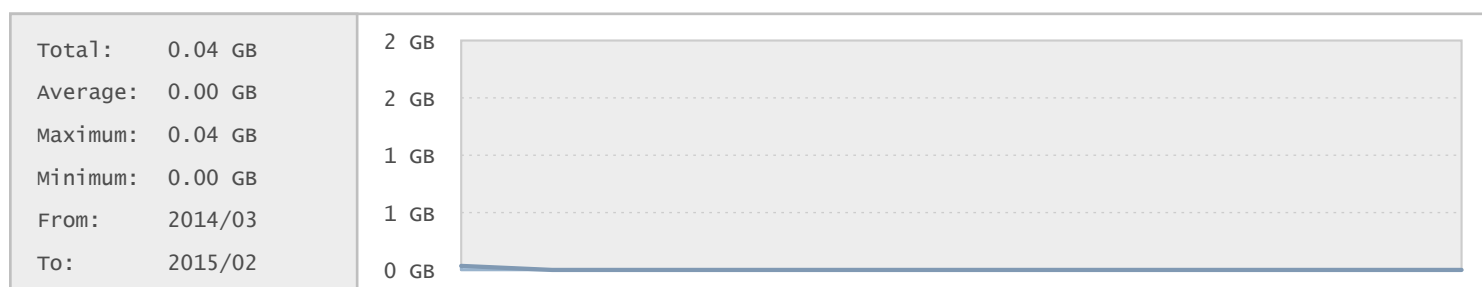 Total: 0.04 GB
Average: 0.00 GB
Maximum: 0.04 GB
Minimum: 0.00 GB
From: 2014/03
To: 2015/02
2 GB
2 GB
1 GB
1 GB
0 GB